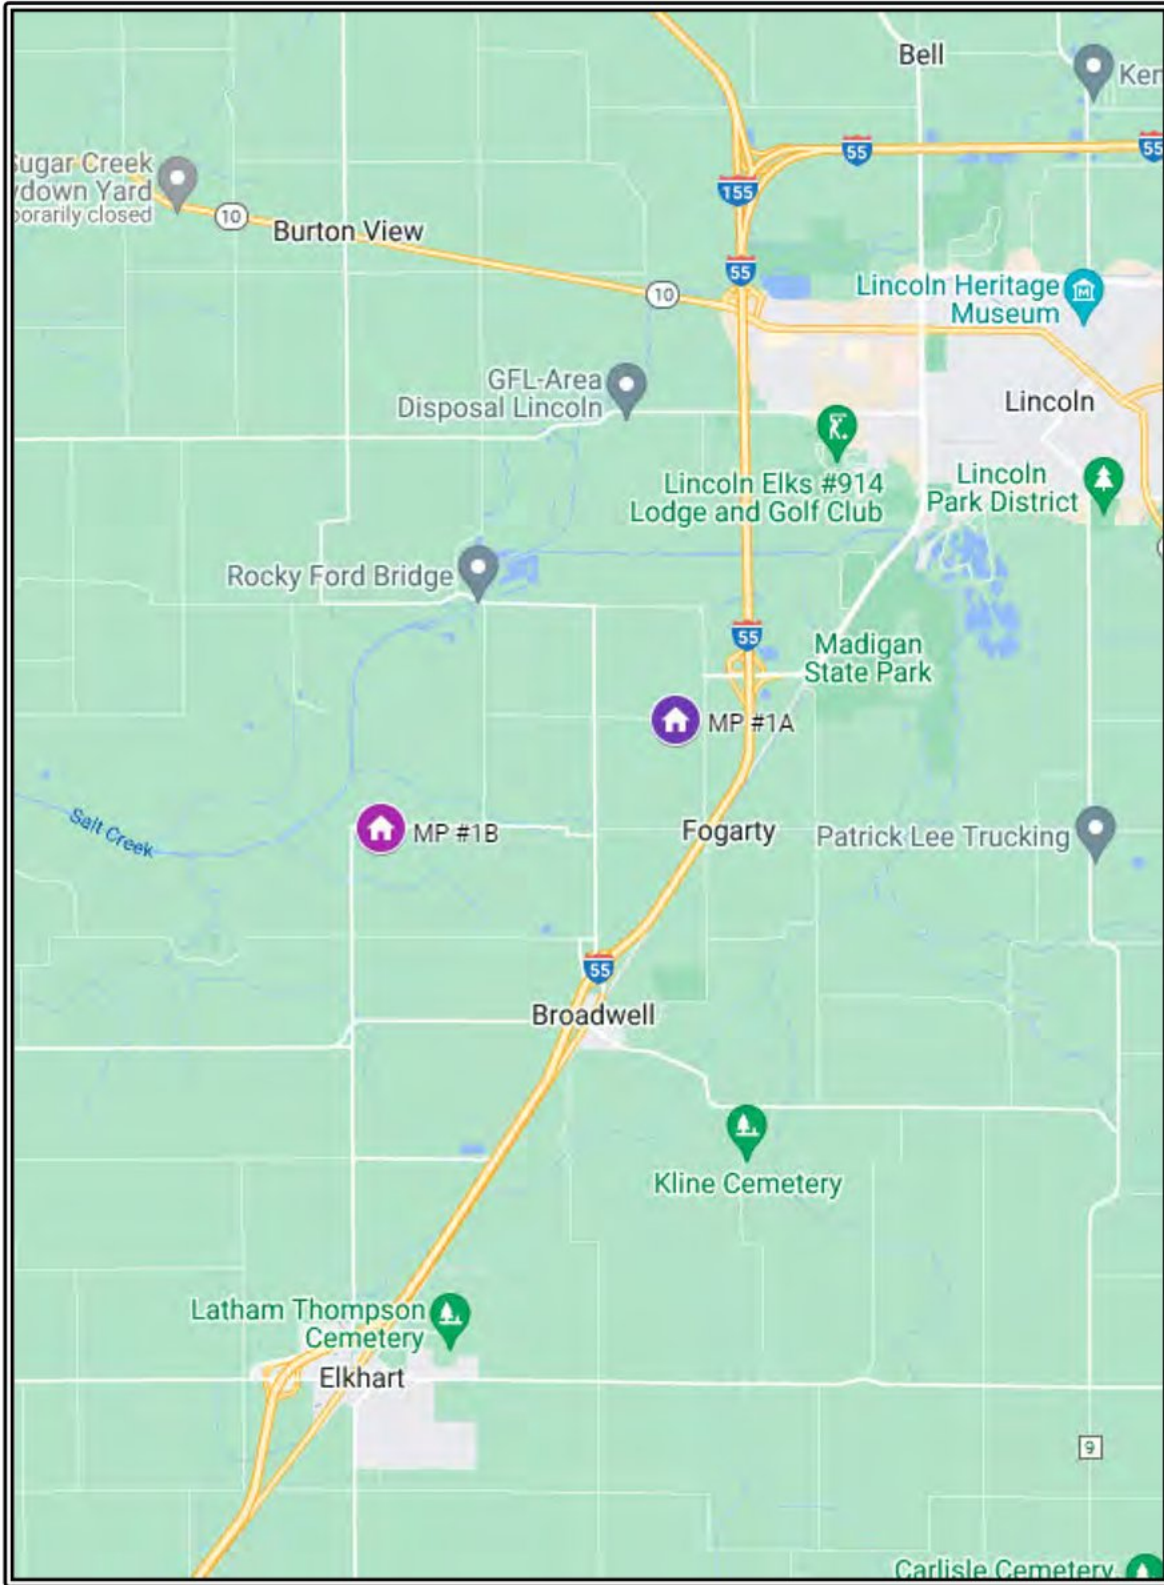 Bell
Ker
55
55
Sugar Creek
ydown Yard
porarily closed
155
10
Burton View
55
10
Lincoln Heritage
Museum
M
GFL-Area
Disposal Lincoln
Lincoln
Lincoln Elks #914
Lodge and Golf Club
Lincoln
Park District
Rocky Ford Bridge
55
Madigan
State Park
MP #1A
Salt Creek
MP #1B
Fogarty
Patrick Lee Trucking
55
Broadwell
Kline Cemetery
Latham Thompson
Cemetery
Elkhart
9
Carlisle Cemetery